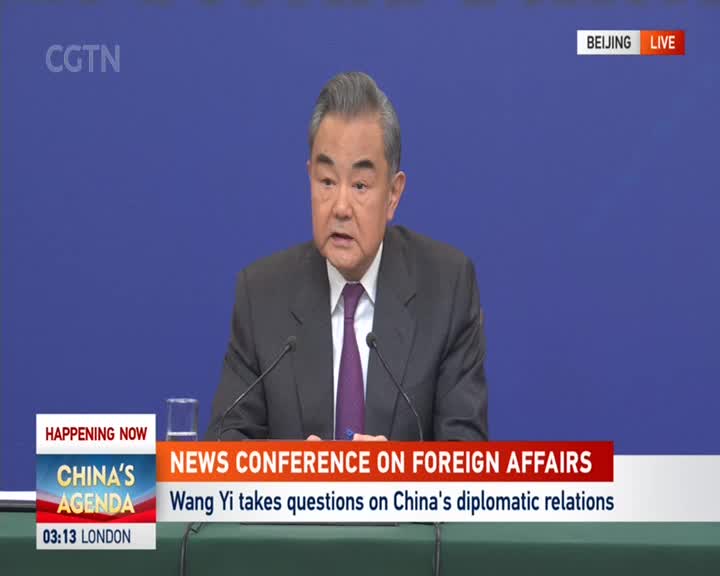 CGTN
BEIJING LIVE
HAPPENING NOW
CHINA'S AGENDA
NEWS CONFERENCE ON FOREIGN AFFAIRS
Wang Yi takes questions on China's diplomatic relations
03:13 LONDON